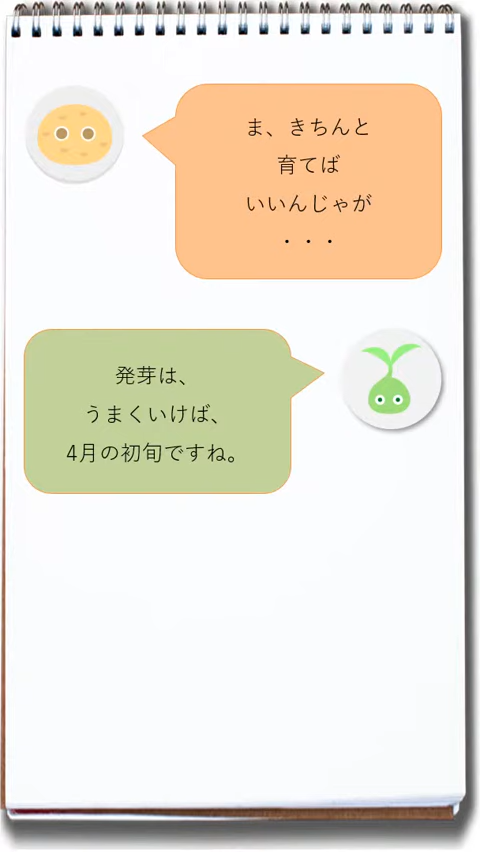 ま、きちんと
育てば
いいんじゃが
・・・
発芽は、
うまくいけば、
4月の初旬ですね。